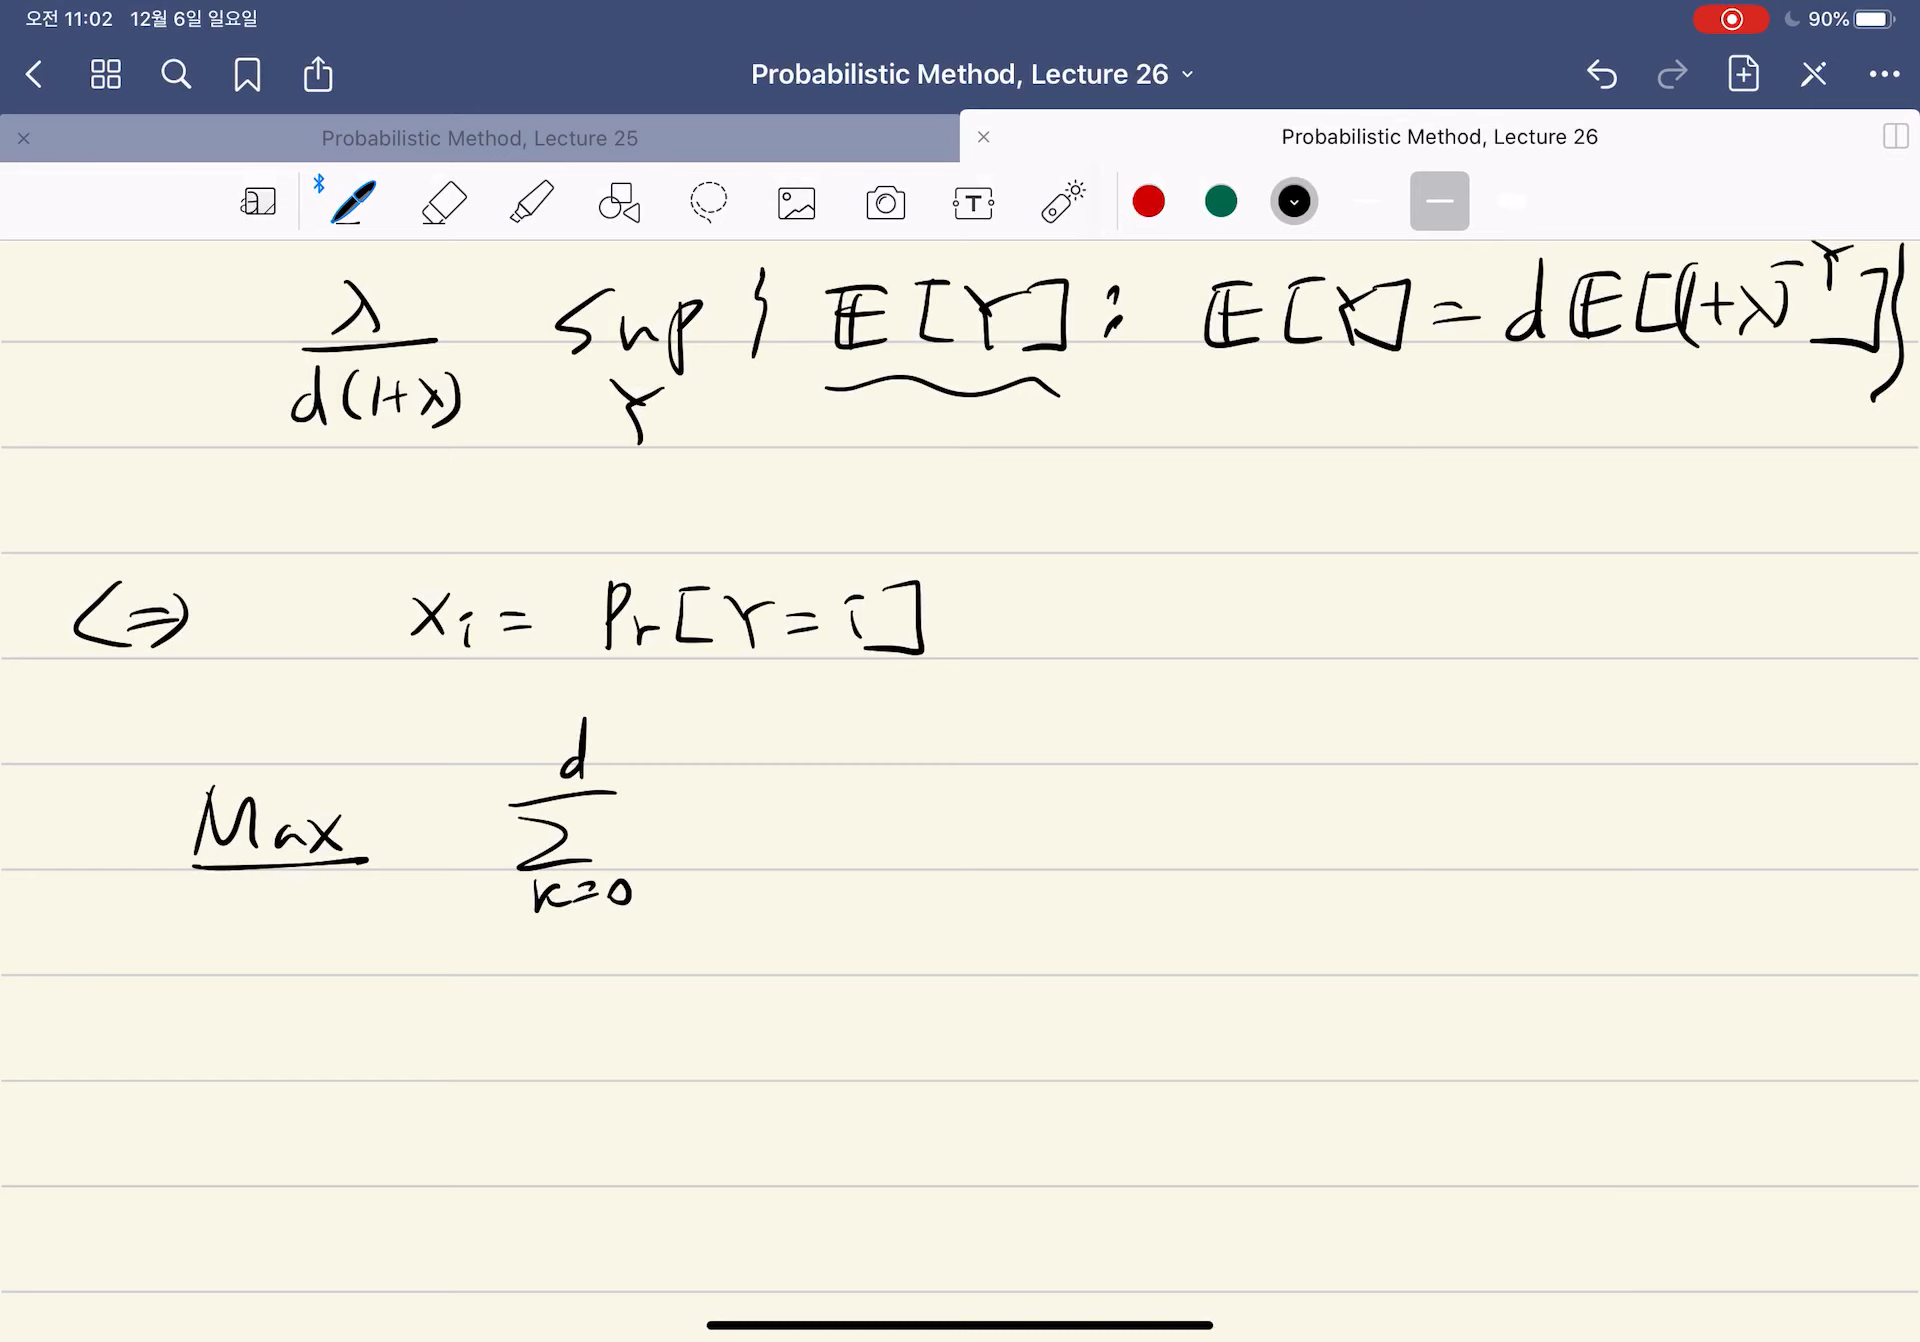 오전 11:02 12월 6일 일요일 90%
Probabilistic Method, Lecture 26
Probabilistic Method, Lecture 25
Probabilistic Method, Lecture 26
λ/d(1+λ) sup_Y { E[Y] : E[Y] = d E[(1+λ)^{-Y}] }
<=> x_i = Pr[Y = i]
Max ∑_{k=0}^{d}